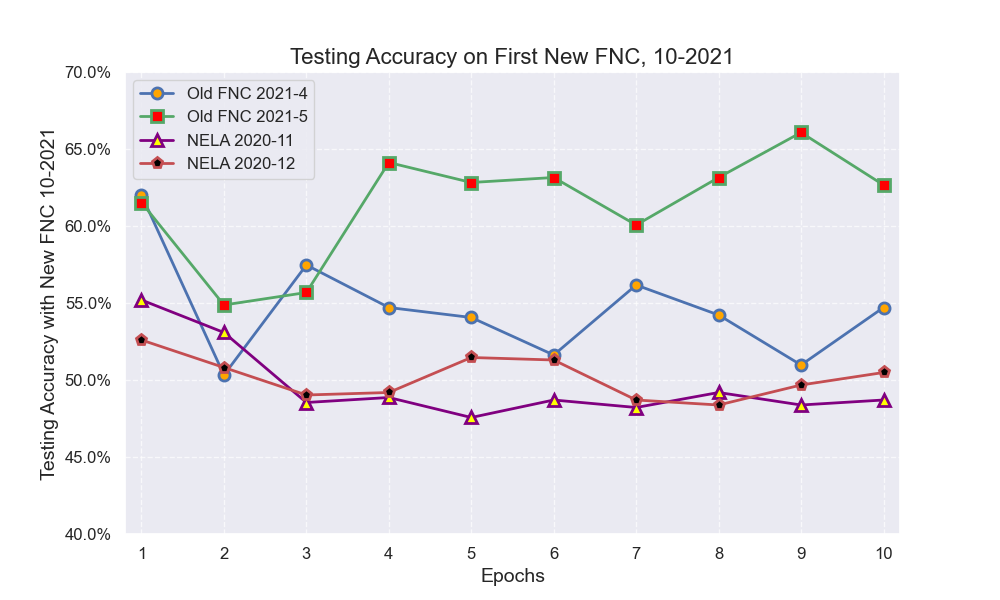 Testing Accuracy on First New FNC, 10-2021
Testing Accuracy with New FNC 10-2021
70.0%
65.0%
60.0%
55.0%
50.0%
45.0%
40.0%
Old FNC 2021-4
Old FNC 2021-5
NELA 2020-11
NELA 2020-12
1 2 3 4 5 6 7 8 9 10
Epochs